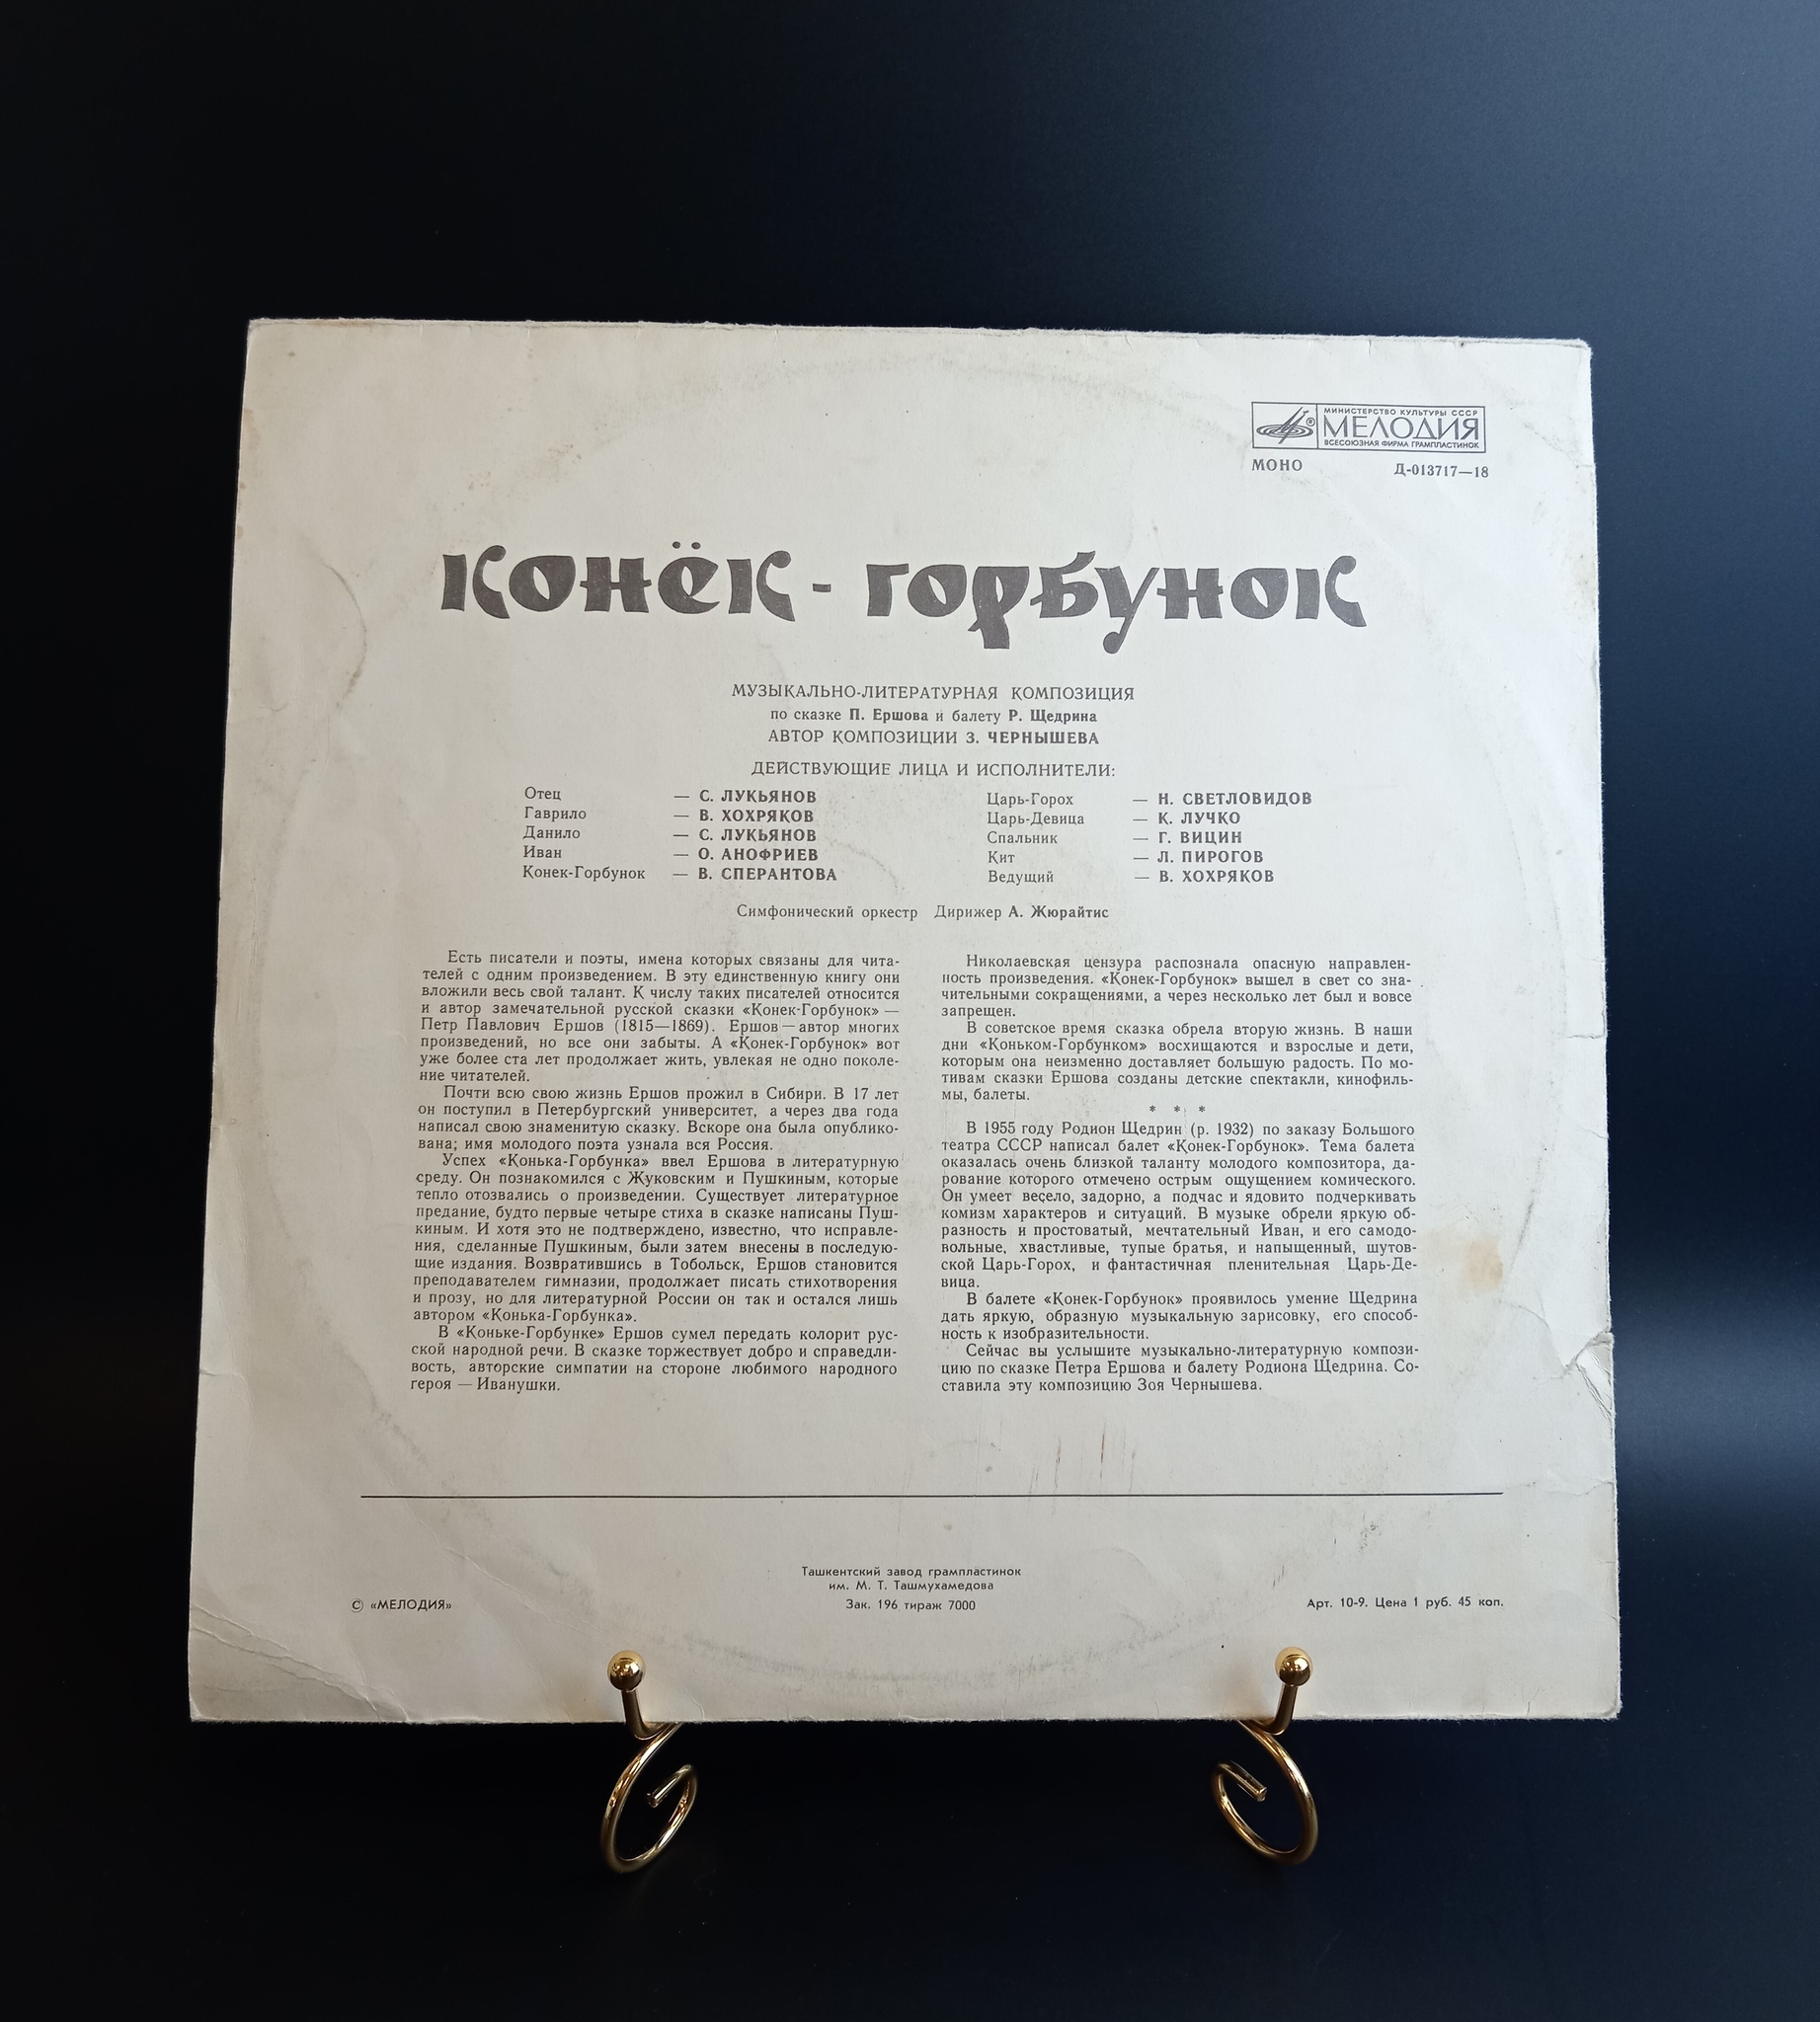 МИНИСТЕРСТВО КУЛЬТУРЫ СССР
МЕЛОДИЯ
ВСЕСОЮЗНАЯ ФИРМА ГРАМПЛАСТИНОК
МОНО Д-013717—18
КОНЁК-ГОРБУНОК
МУЗЫКАЛЬНО-ЛИТЕРАТУРНАЯ КОМПОЗИЦИЯ
по сказке П. Ершова и балету Р. Щедрина
АВТОР КОМПОЗИЦИИ З. ЧЕРНЫШЕВА
ДЕЙСТВУЮЩИЕ ЛИЦА И ИСПОЛНИТЕЛИ:
Отец — С. ЛУКЬЯНОВ
Гаврило — В. ХОХРЯКОВ
Данило — С. ЛУКЬЯНОВ
Иван — О. АНОФРИЕВ
Конек-Горбунок — В. СПЕРАНТОВА
Царь-Горох — Н. СВЕТЛОВИДОВ
Царь-Девица — К. ЛУЧКО
Спальник — Г. ВИЦИН
Кит — Л. ПИРОГОВ
Ведущий — В. ХОХРЯКОВ
Симфонический оркестр Дирижер А. Жюрайтис
Есть писатели и поэты, имена которых связаны для чита-
телей с одним произведением. В эту единственную книгу они
вложили весь свой талант. К числу таких писателей относится
и автор замечательной русской сказки «Конек-Горбунок» —
Петр Павлович Ершов (1815—1869). Ершов — автор многих
произведений, но все они забыты. А «Конек-Горбунок» вот
уже более ста лет продолжает жить, увлекая не одно поколе-
ние читателей.
Почти всю свою жизнь Ершов прожил в Сибири. В 17 лет
он поступил в Петербургский университет, а через два года
написал свою знаменитую сказку. Вскоре она была опублико-
вана; имя молодого поэта узнала вся Россия.
Успех «Конька-Горбунка» ввел Ершова в литературную
среду. Он познакомился с Жуковским и Пушкиным, которые
тепло отозвались о произведении. Существует литературное
предание, будто первые четыре стиха в сказке написаны Пуш-
киным. И хотя это не подтверждено, известно, что исправле-
ния, сделанные Пушкиным, были затем внесены в последую-
щие издания. Возвратившись в Тобольск, Ершов становится
преподавателем гимназии, продолжает писать стихотворения
и прозу, но для литературной России он так и остался лишь
автором «Конька-Горбунка».
В «Коньке-Горбунке» Ершов сумел передать колорит рус-
ской народной речи. В сказке торжествует добро и справедли-
вость, авторские симпатии на стороне любимого народного
героя — Иванушки.
Николаевская цензура распознала опасную направлен-
ность произведения. «Конек-Горбунок» вышел в свет со зна-
чительными сокращениями, а через несколько лет был и вовсе
запрещен.
В советское время сказка обрела вторую жизнь. В наши
дни «Коньком-Горбунком» восхищаются и взрослые и дети,
которым она неизменно доставляет большую радость. По мо-
тивам сказки Ершова созданы детские спектакли, кинофиль-
мы, балеты.
* * *
В 1955 году Родион Щедрин (р. 1932) по заказу Большого
театра СССР написал балет «Конек-Горбунок». Тема балета
оказалась очень близкой таланту молодого композитора, да-
рование которого отмечено острым ощущением комического.
Он умеет весело, задорно, а подчас и ядовито подчеркивать
комизм характеров и ситуаций. В музыке обрели яркую об-
разность и простоватый, мечтательный Иван, и его самодо-
вольные, хвастливые, тупые братья, и напыщенный, шутов-
ской Царь-Горох, и фантастичная пленительная Царь-Де-
вица.
В балете «Конек-Горбунок» проявилось умение Щедрина
дать яркую, образную музыкальную зарисовку, его способ-
ность к изобразительности.
Сейчас вы услышите музыкально-литературную компози-
цию по сказке Петра Ершова и балету Родиона Щедрина. Со-
ставила эту композицию Зоя Чернышева.
Ташкентский завод грампластинок
им. М. Т. Ташмухамедова
© «МЕЛОДИЯ» Зак. 196 тираж 7000 Арт. 10-9. Цена 1 руб. 45 коп.